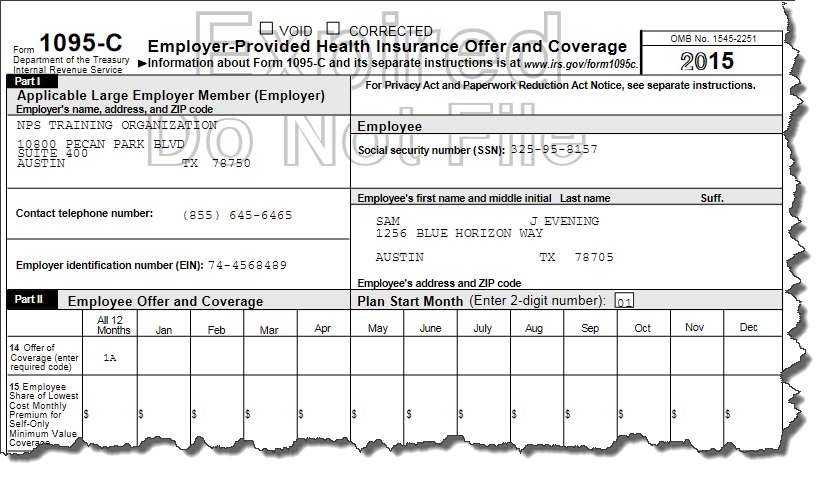 VOID CORRECTED
Form 1095-C
Department of the Treasury
Internal Revenue Service
Employer-Provided Health Insurance Offer and Coverage
▶Information about Form 1095-C and its separate instructions is at www.irs.gov/form1095c.
OMB No. 1545-2251
2015
Expired
Do Not File
Part I
Applicable Large Employer Member (Employer)
For Privacy Act and Paperwork Reduction Act Notice, see separate instructions.
Employer's name, address, and ZIP code
NPS TRAINING ORGANIZATION
10800 PECAN PARK BLVD
SUITE 400
AUSTIN TX 78750
Contact telephone number: (855) 645-6465
Employer identification number (EIN): 74-4568489
Employee
Social security number (SSN): 325-95-8157
Employee's first name and middle initial Last name Suff.
SAM J EVENING
1256 BLUE HORIZON WAY
AUSTIN TX 78705
Employee's address and ZIP code
Part II Employee Offer and Coverage Plan Start Month (Enter 2-digit number): 01
All 12
Months Jan Feb Mar Apr May June July Aug Sep Oct Nov Dec
14 Offer of
Coverage (enter
required code) 1A
15 Employee
Share of Lowest
Cost Monthly
Premium for
Self-Only
Minimum Value
Coverage
$ $ $ $ $ $ $ $ $ $ $ $ $